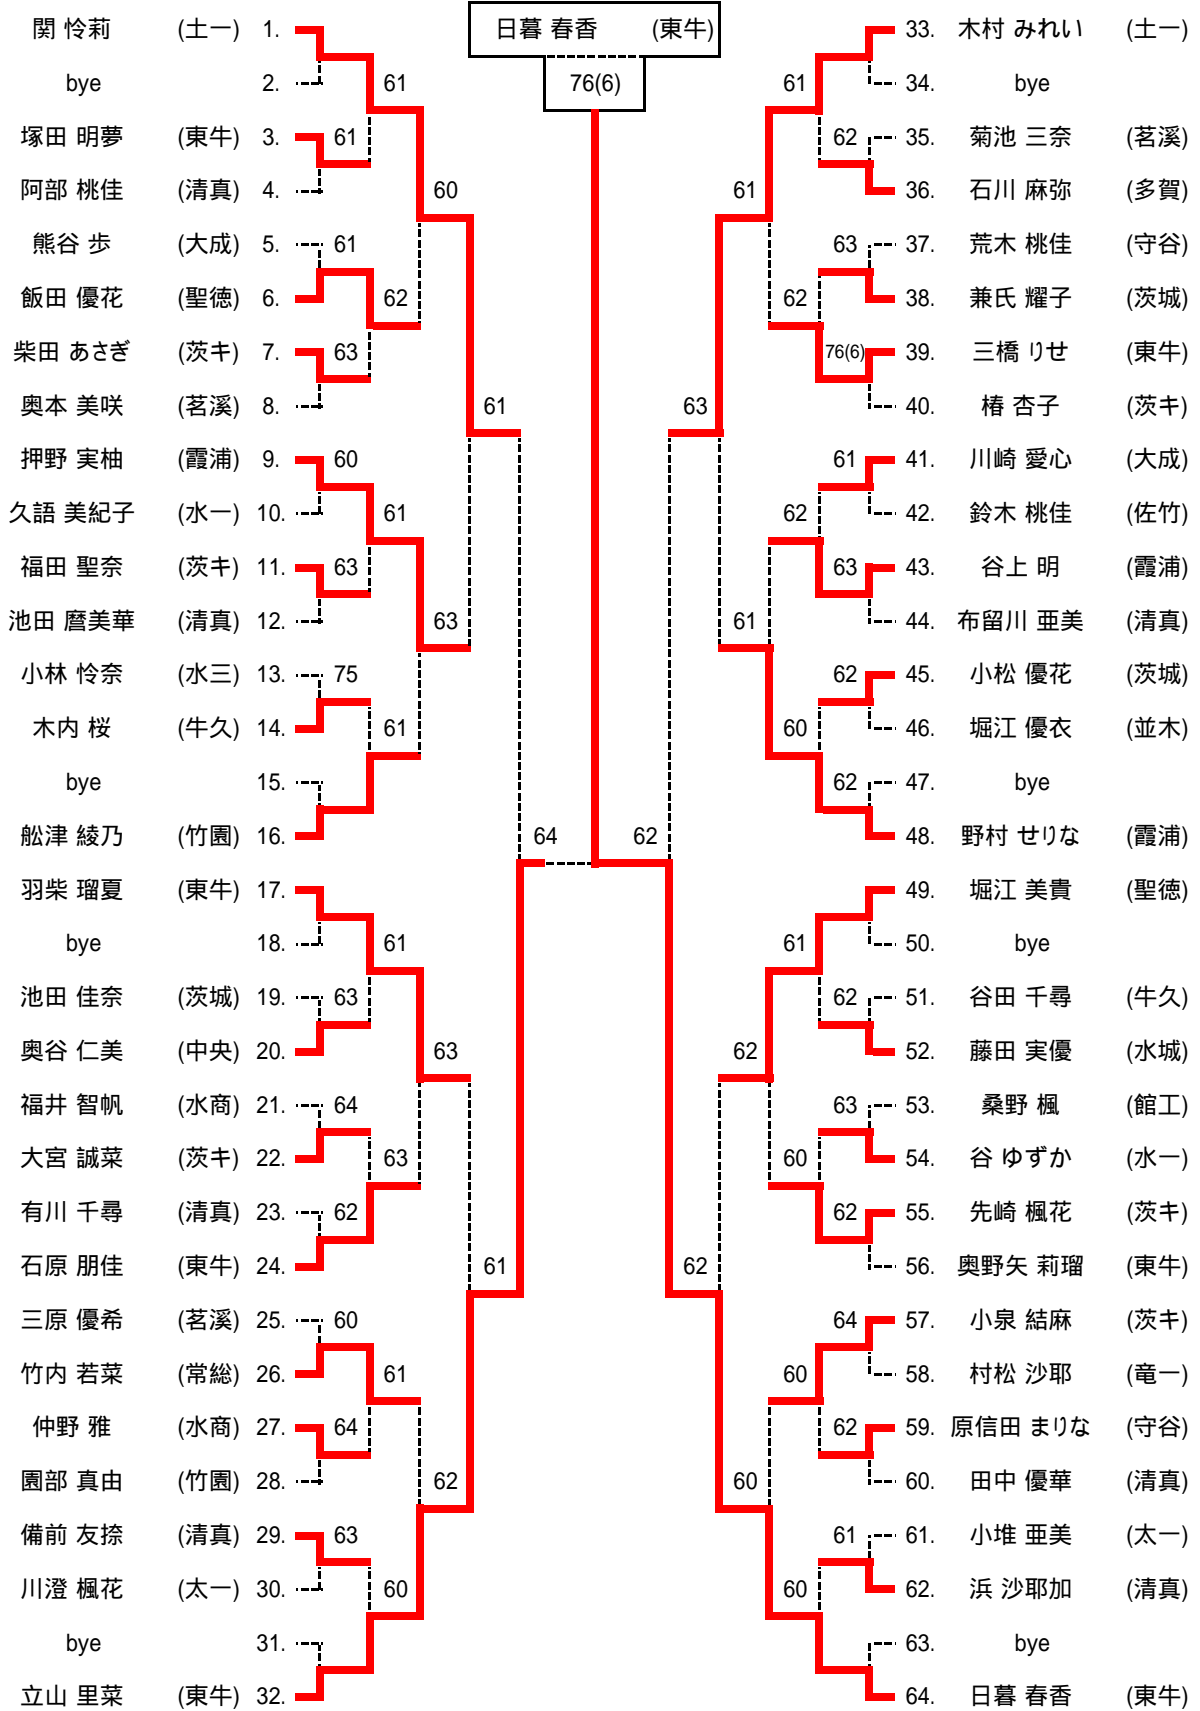 日暮 春香 (東牛)
76(6)
関 怜莉 (土一) 1.
bye 2.
61
塚田 明夢 (東牛) 3.
61
阿部 桃佳 (清真) 4.
60
熊谷 歩 (大成) 5.
61
飯田 優花 (聖徳) 6.
62
柴田 あさぎ (茨キ) 7.
63
奥本 美咲 (茗溪) 8.
61
押野 実柚 (霞浦) 9.
60
久語 美紀子 (水一) 10.
61
福田 聖奈 (茨キ) 11.
63
池田 麿美華 (清真) 12.
63
小林 怜奈 (水三) 13.
75
木内 桜 (牛久) 14.
61
bye 15.
舩津 綾乃 (竹園) 16.
64
羽柴 瑠夏 (東牛) 17.
bye 18.
61
池田 佳奈 (茨城) 19.
63
奥谷 仁美 (中央) 20.
63
福井 智帆 (水商) 21.
64
大宮 誠菜 (茨キ) 22.
63
有川 千尋 (清真) 23.
62
石原 朋佳 (東牛) 24.
61
三原 優希 (茗溪) 25.
60
竹内 若菜 (常総) 26.
61
仲野 雅 (水商) 27.
64
園部 真由 (竹園) 28.
62
備前 友捺 (清真) 29.
63
川澄 楓花 (太一) 30.
60
bye 31.
立山 里菜 (東牛) 32.
33. 木村 みれい (土一)
61
34. bye
62
35. 菊池 三奈 (茗溪)
61
36. 石川 麻弥 (多賀)
63
37. 荒木 桃佳 (守谷)
62
38. 兼氏 耀子 (茨城)
76(6)
39. 三橋 りせ (東牛)
63
40. 椿 杏子 (茨キ)
61
41. 川崎 愛心 (大成)
62
42. 鈴木 桃佳 (佐竹)
63
43. 谷上 明 (霞浦)
61
44. 布留川 亜美 (清真)
62
45. 小松 優花 (茨城)
60
46. 堀江 優衣 (並木)
62
47. bye
62
48. 野村 せりな (霞浦)
49. 堀江 美貴 (聖徳)
61
50. bye
62
51. 谷田 千尋 (牛久)
62
52. 藤田 実優 (水城)
63
53. 桑野 楓 (館工)
60
54. 谷 ゆずか (水一)
62
55. 先崎 楓花 (茨キ)
62
56. 奥野矢 莉瑠 (東牛)
64
57. 小泉 結麻 (茨キ)
60
58. 村松 沙耶 (竜一)
62
59. 原信田 まりな (守谷)
60
60. 田中 優華 (清真)
61
61. 小堆 亜美 (太一)
60
62. 浜 沙耶加 (清真)
63. bye
64. 日暮 春香 (東牛)